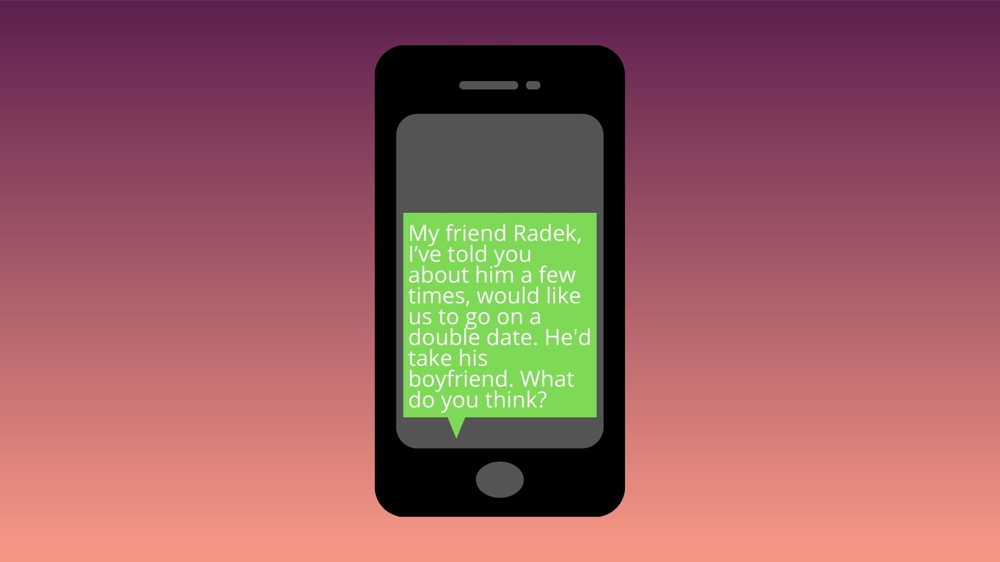 My friend Radek,
I’ve told you
about him a few
times, would like
us to go on a
double date. He'd
take his
boyfriend. What
do you think?